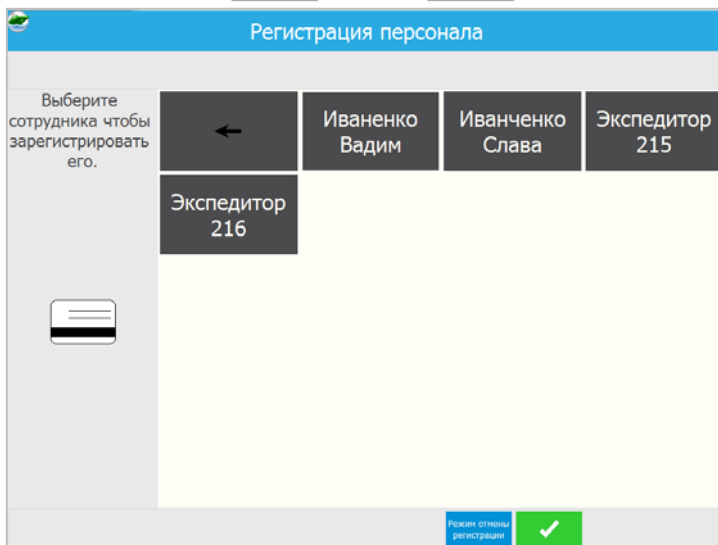 Регистрация персонала
Выберите
сотрудника чтобы
зарегистрировать
его.
Иваненко
Вадим
Иванченко
Слава
Экспедитор
215
Экспедитор
216
Режим отмены
регистрации